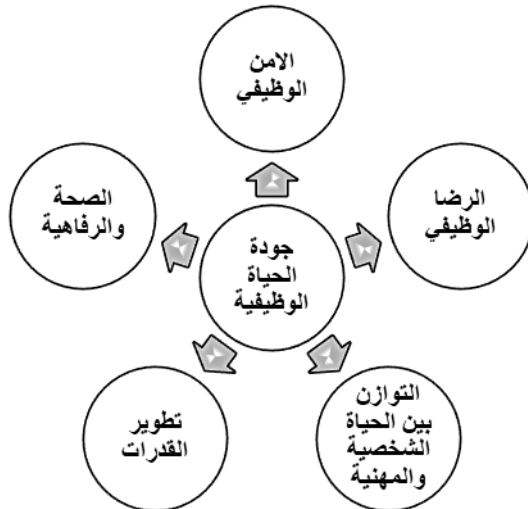 الامن
الوظيفي
الرضا
الوظيفي
الصحة
والرفاهية
جودة
الحياة
الوظيفية
التوازن
بين الحياة
الشخصية
والمهنية
تطوير
القدرات